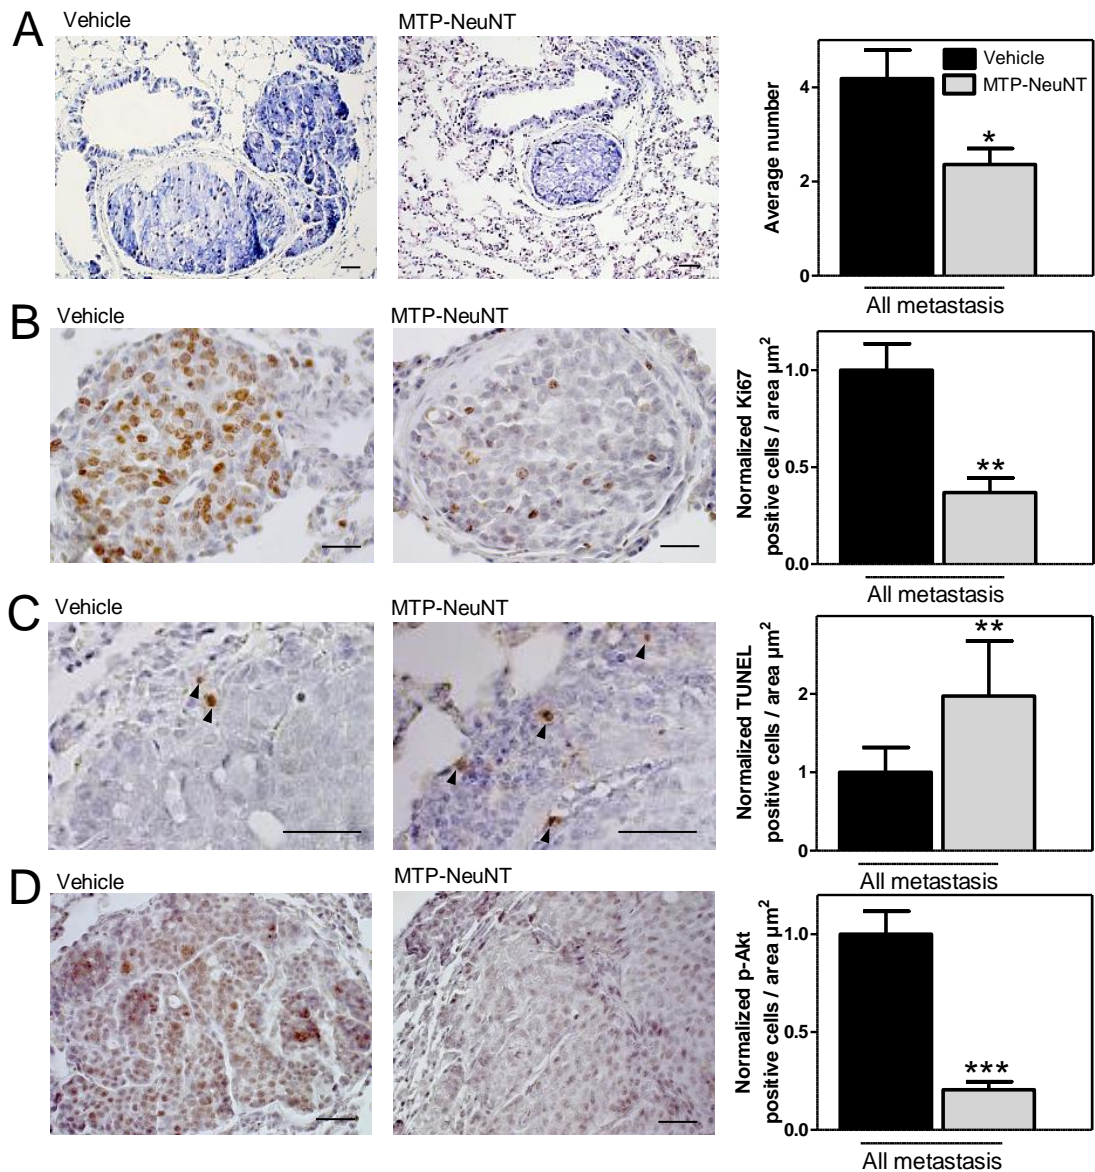 A
Vehicle
MTP-NeuNT
Average number
4
2
0
Vehicle
MTP-NeuNT
*
All metastasis
B
Vehicle
MTP-NeuNT
Normalized Ki67
positive cells / area µm²
1.0
0.5
0.0
**
All metastasis
C
Vehicle
MTP-NeuNT
Normalized TUNEL
positive cells / area µm²
2
1
0
**
All metastasis
D
Vehicle
MTP-NeuNT
Normalized p-Akt
positive cells / area µm²
1.0
0.5
0.0
***
All metastasis